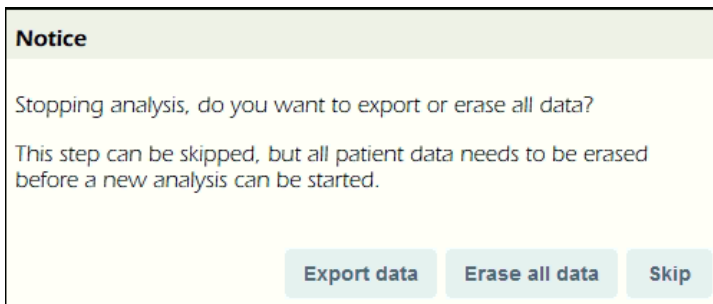 Notice
Stopping analysis, do you want to export or erase all data?
This step can be skipped, but all patient data needs to be erased
before a new analysis can be started.
Export data Erase all data Skip